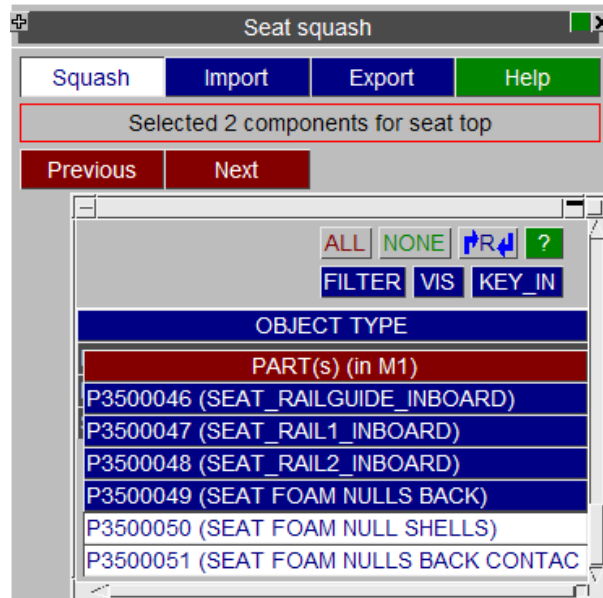 Seat squash
Squash Import Export Help
Selected 2 components for seat top
Previous Next
ALL NONE R ?
FILTER VIS KEY_IN
OBJECT TYPE
PART(s) (in M1)
P3500046 (SEAT_RAILGUIDE_INBOARD)
P3500047 (SEAT_RAIL1_INBOARD)
P3500048 (SEAT_RAIL2_INBOARD)
P3500049 (SEAT FOAM NULLS BACK)
P3500050 (SEAT FOAM NULL SHELLS)
P3500051 (SEAT FOAM NULLS BACK CONTAC